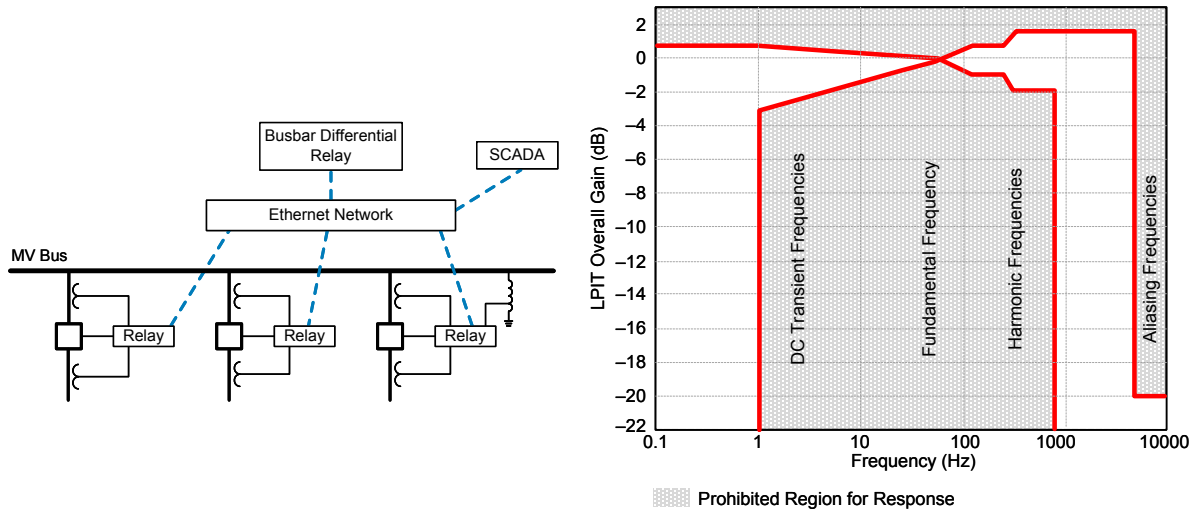 Busbar Differential
Relay
SCADA
Ethernet Network
MV Bus
Relay
Relay
Relay
LPIT Overall Gain (dB)
2
0
–2
–4
–6
–8
–10
–12
–14
–16
–18
–20
–22
DC Transient Frequencies
Fundamental Frequency
Harmonic Frequencies
Aliasing Frequencies
0.1
1
10
100
1000
10000
Frequency (Hz)
Prohibited Region for Response